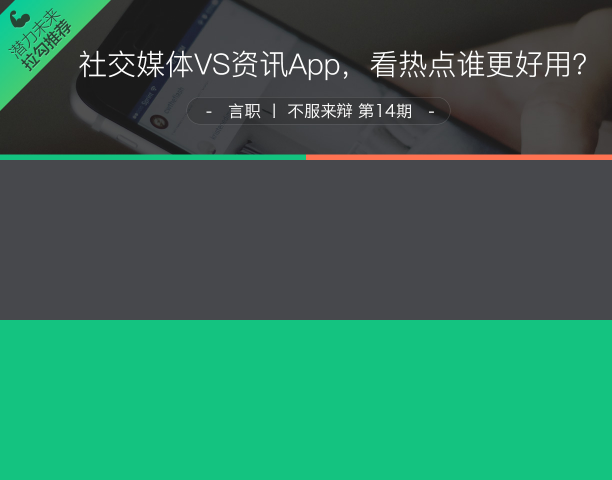 潜力未来
拉勾推荐
社交媒体VS资讯App，看热点谁更好用？
- 言职 丨 不服来辩 第14期 -